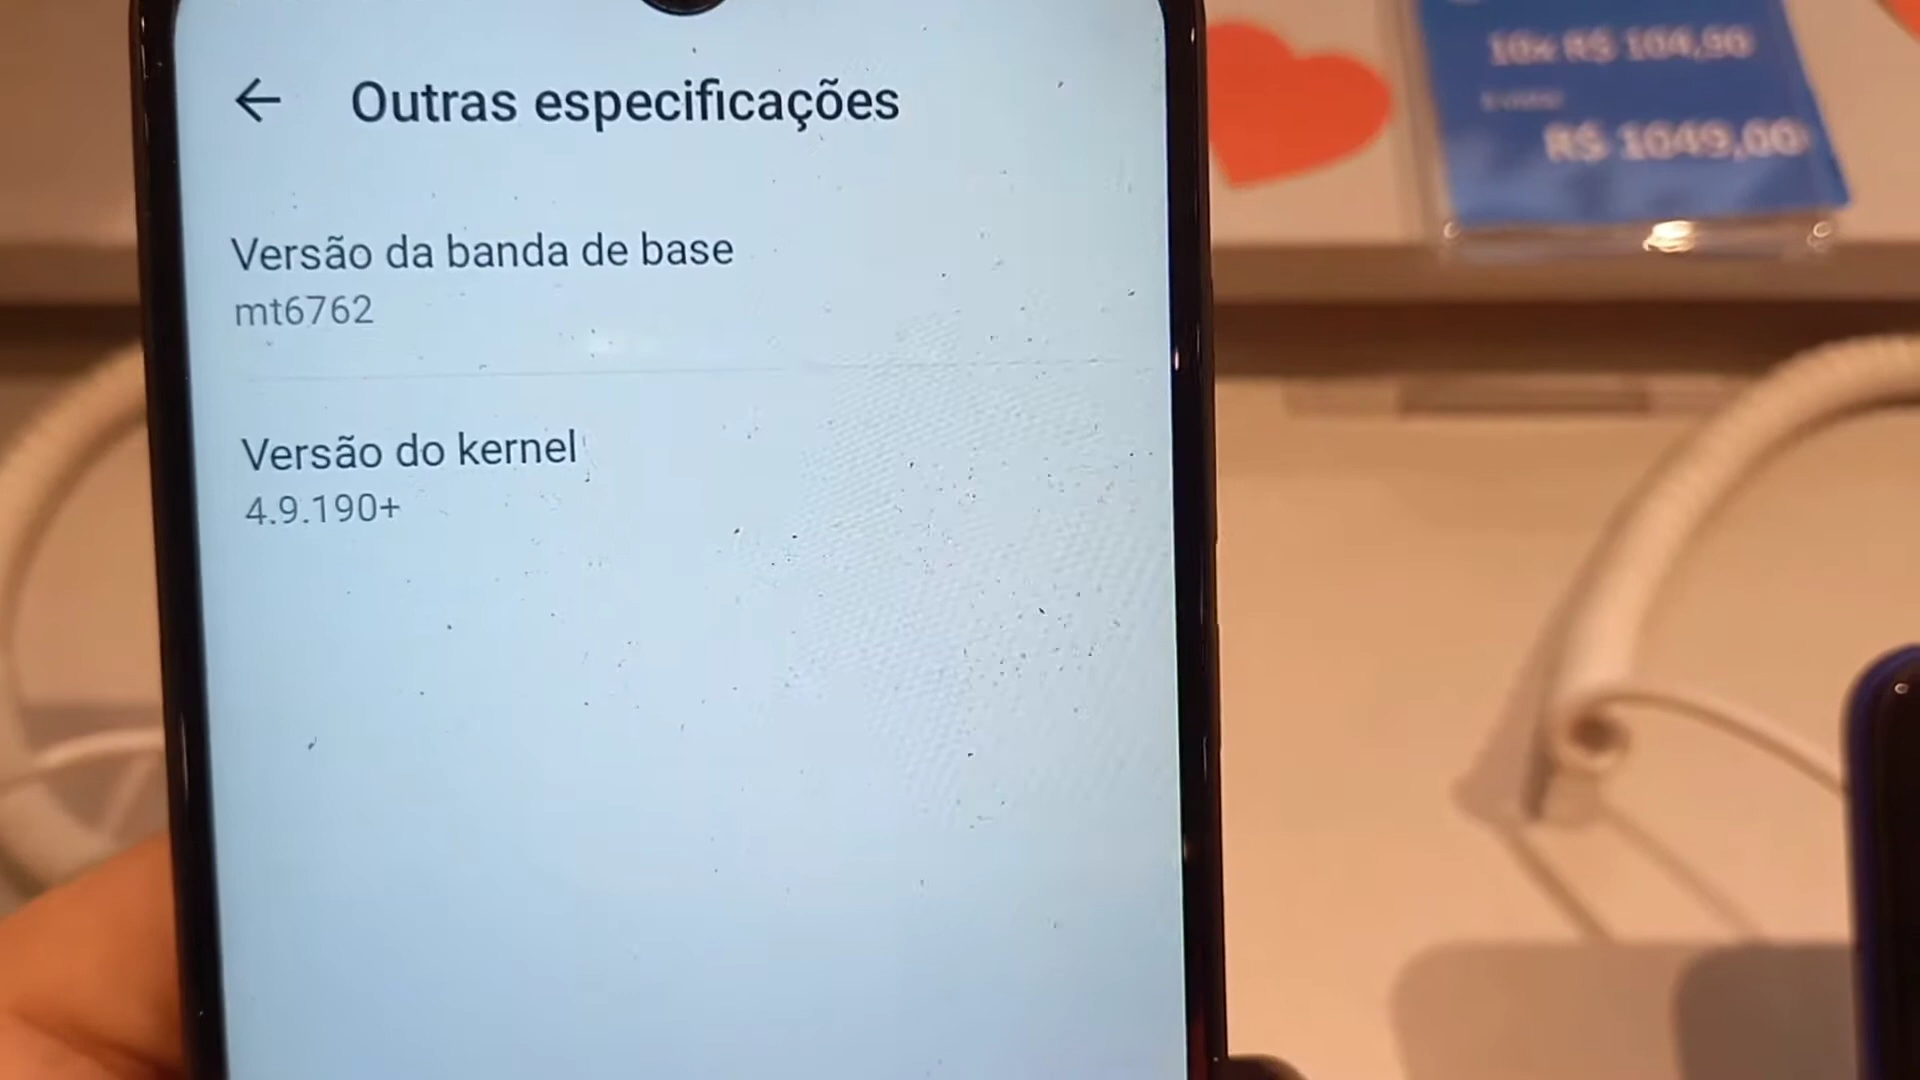 Outras especificações
Versão da banda de base
mt6762
Versão do kernel
4.9.190+
10x R$ 104,90
R$ 1049,00